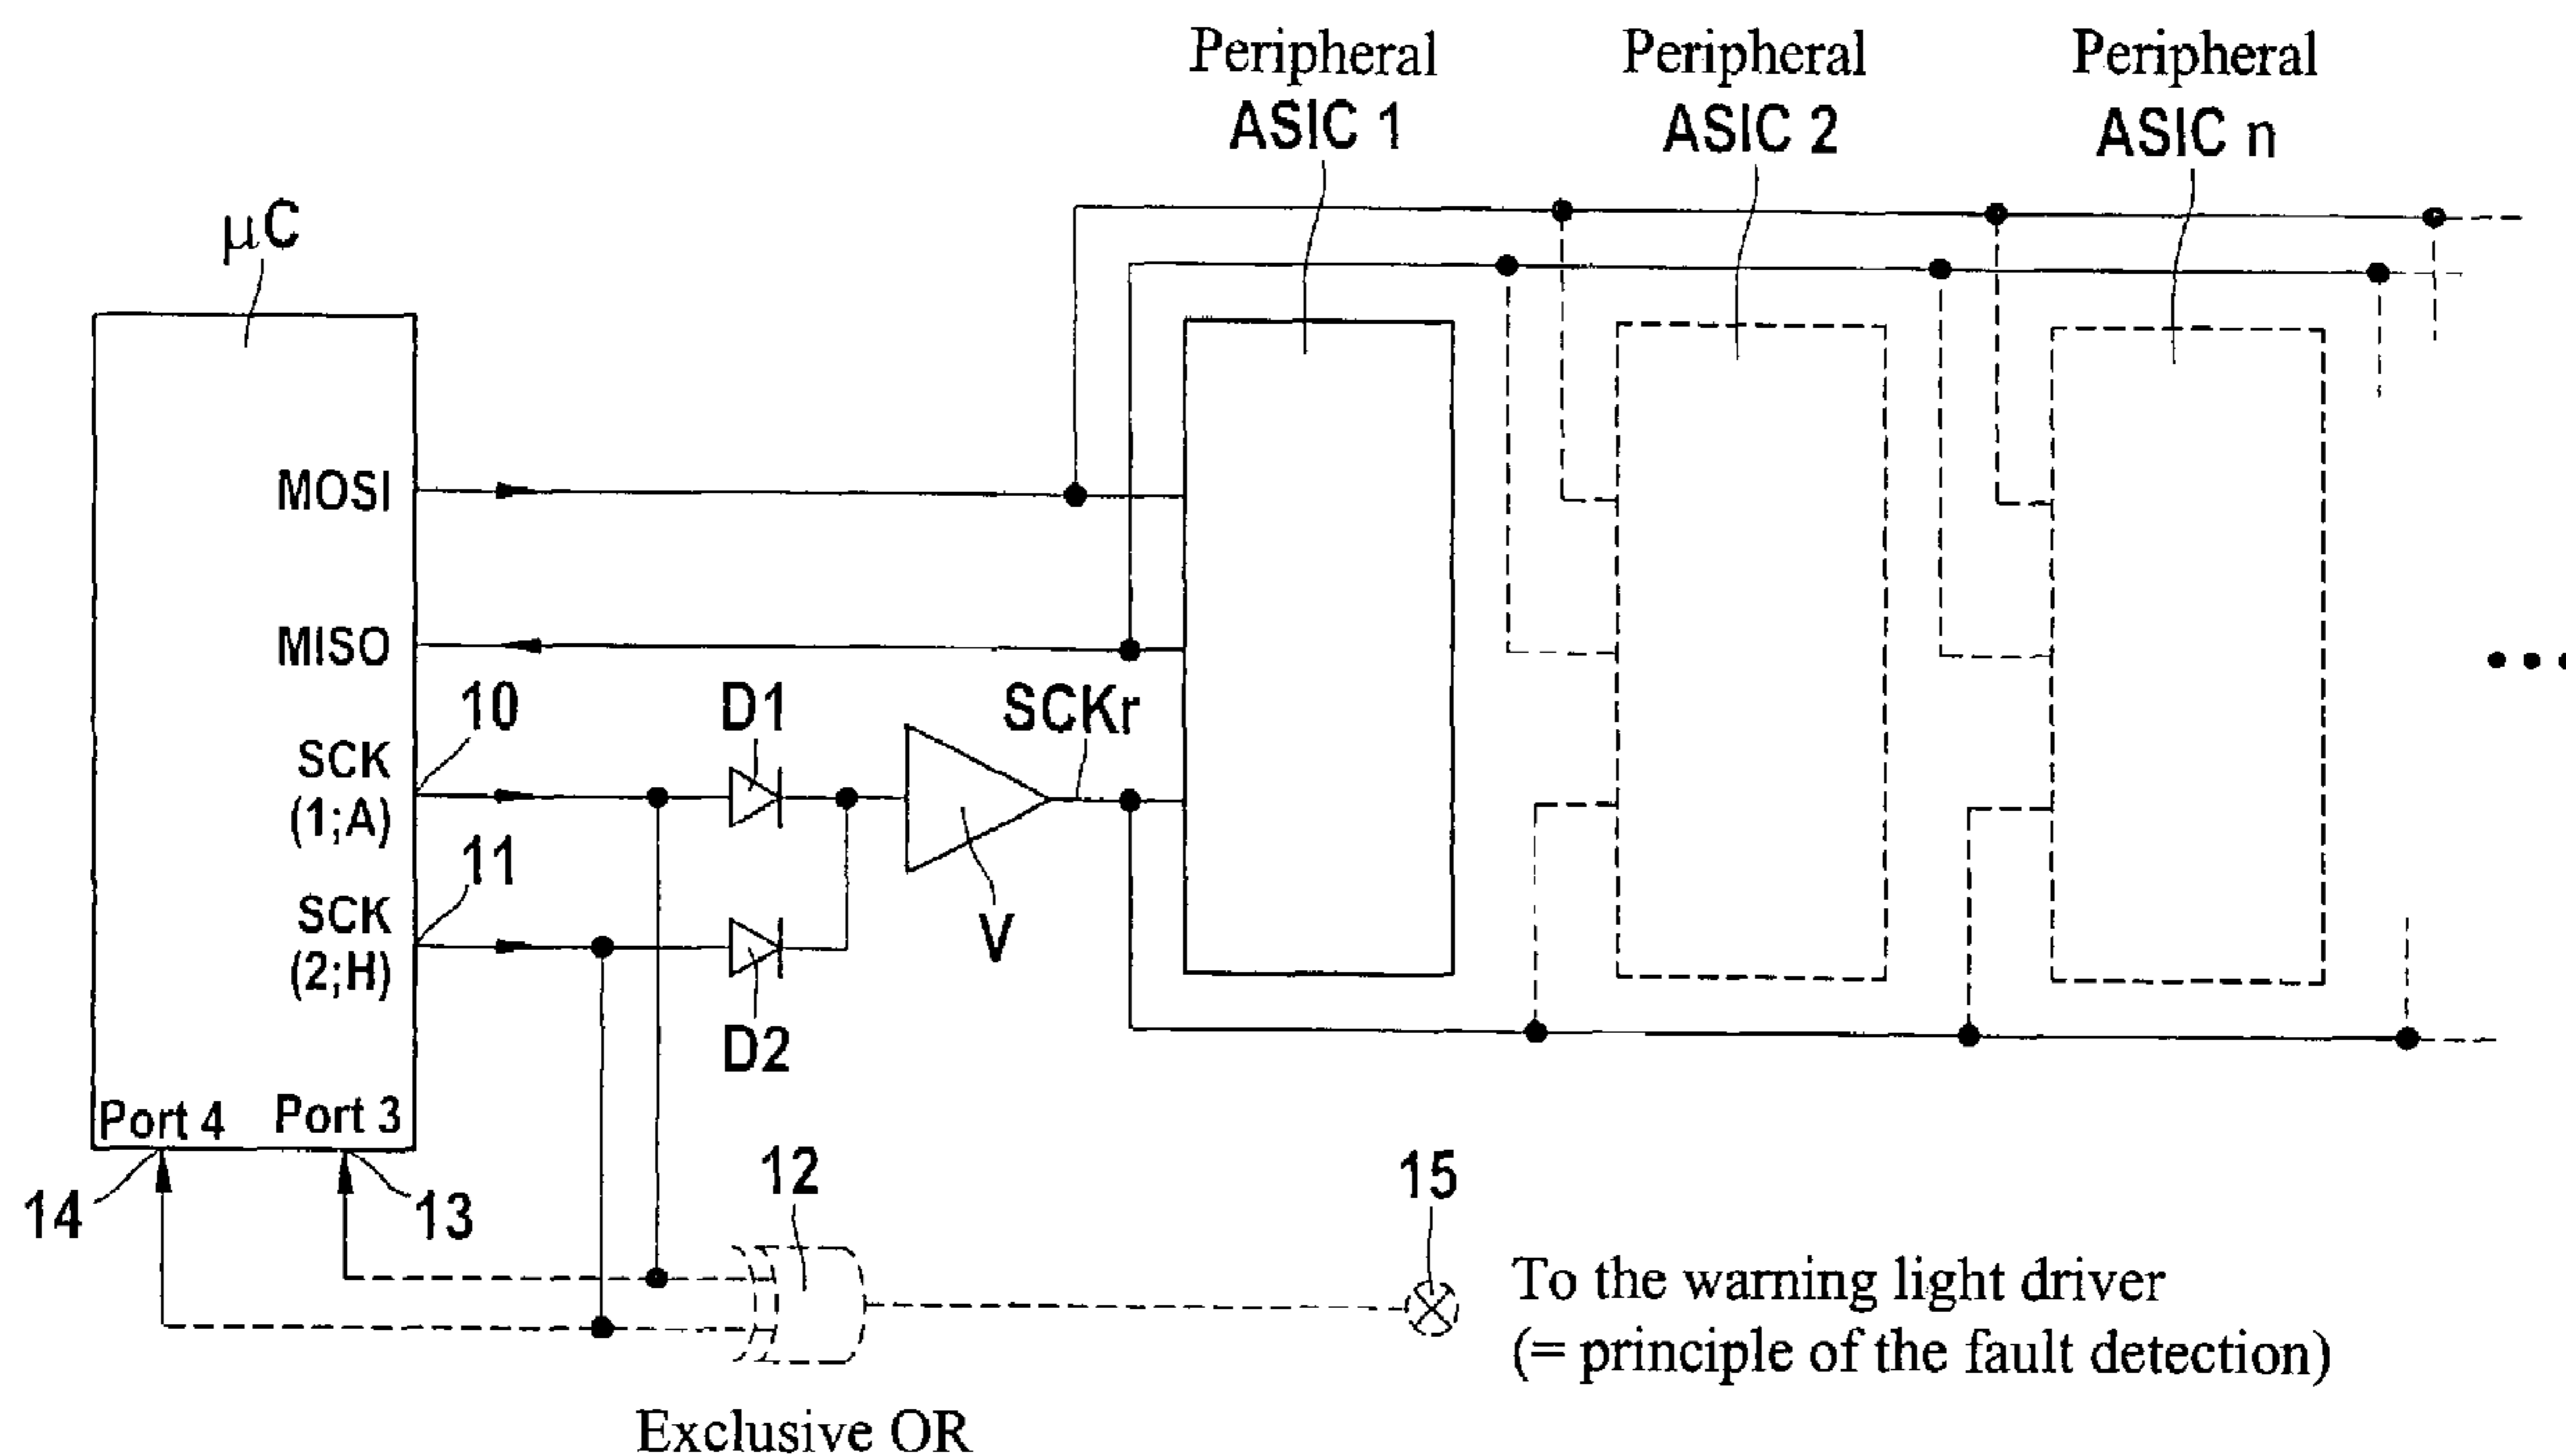 Peripheral
ASIC 1
Peripheral
ASIC 2
Peripheral
ASIC n
μC
MOSI
MISO
10
D1
SCKr
SCK
(1;A)
11
SCK
(2;H)
V
D2
Port 4
Port 3
14
13
12
15
To the warning light driver
(= principle of the fault detection)
Exclusive OR